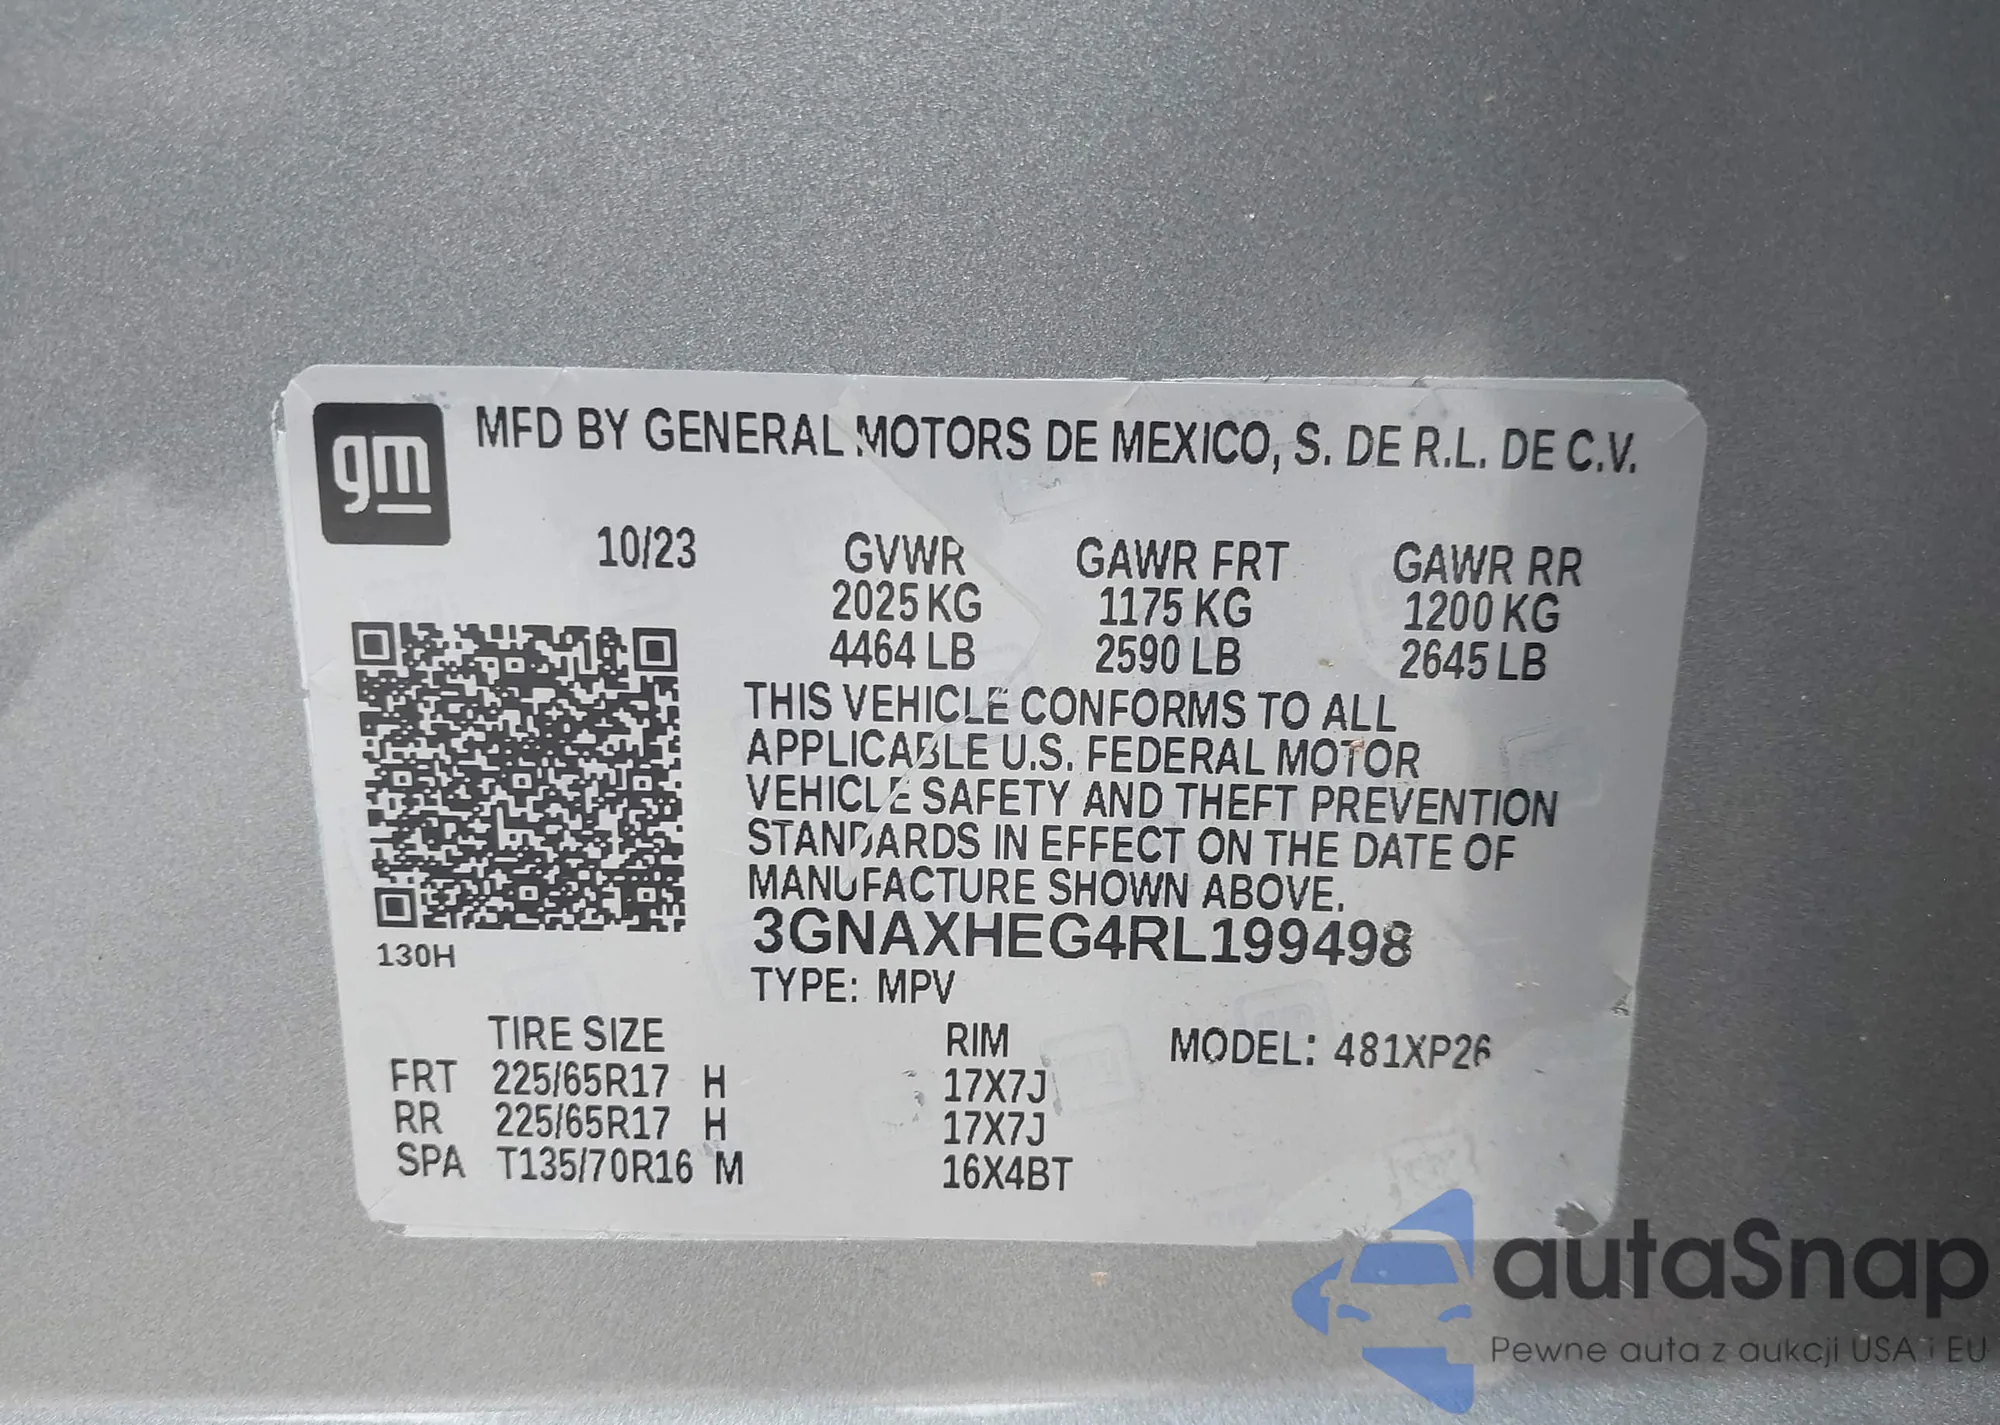 gm MFD BY GENERAL MOTORS DE MEXICO, S. DE R.L. DE C.V.
10/23 GVWR GAWR FRT GAWR RR
2025 KG 1175 KG 1200 KG
4464 LB 2590 LB 2645 LB
THIS VEHICLE CONFORMS TO ALL
APPLICABLE U.S. FEDERAL MOTOR
VEHICLE SAFETY AND THEFT PREVENTION
STANDARDS IN EFFECT ON THE DATE OF
MANUFACTURE SHOWN ABOVE.
3GNAXHEG4RL199498
130H
TYPE: MPV
TIRE SIZE RIM MODEL: 481XP26
FRT 225/65R17 H 17X7J
RR 225/65R17 H 17X7J
SPA T135/70R16 M 16X4BT
autaSnap
Pewne auta z aukcji USA i EU